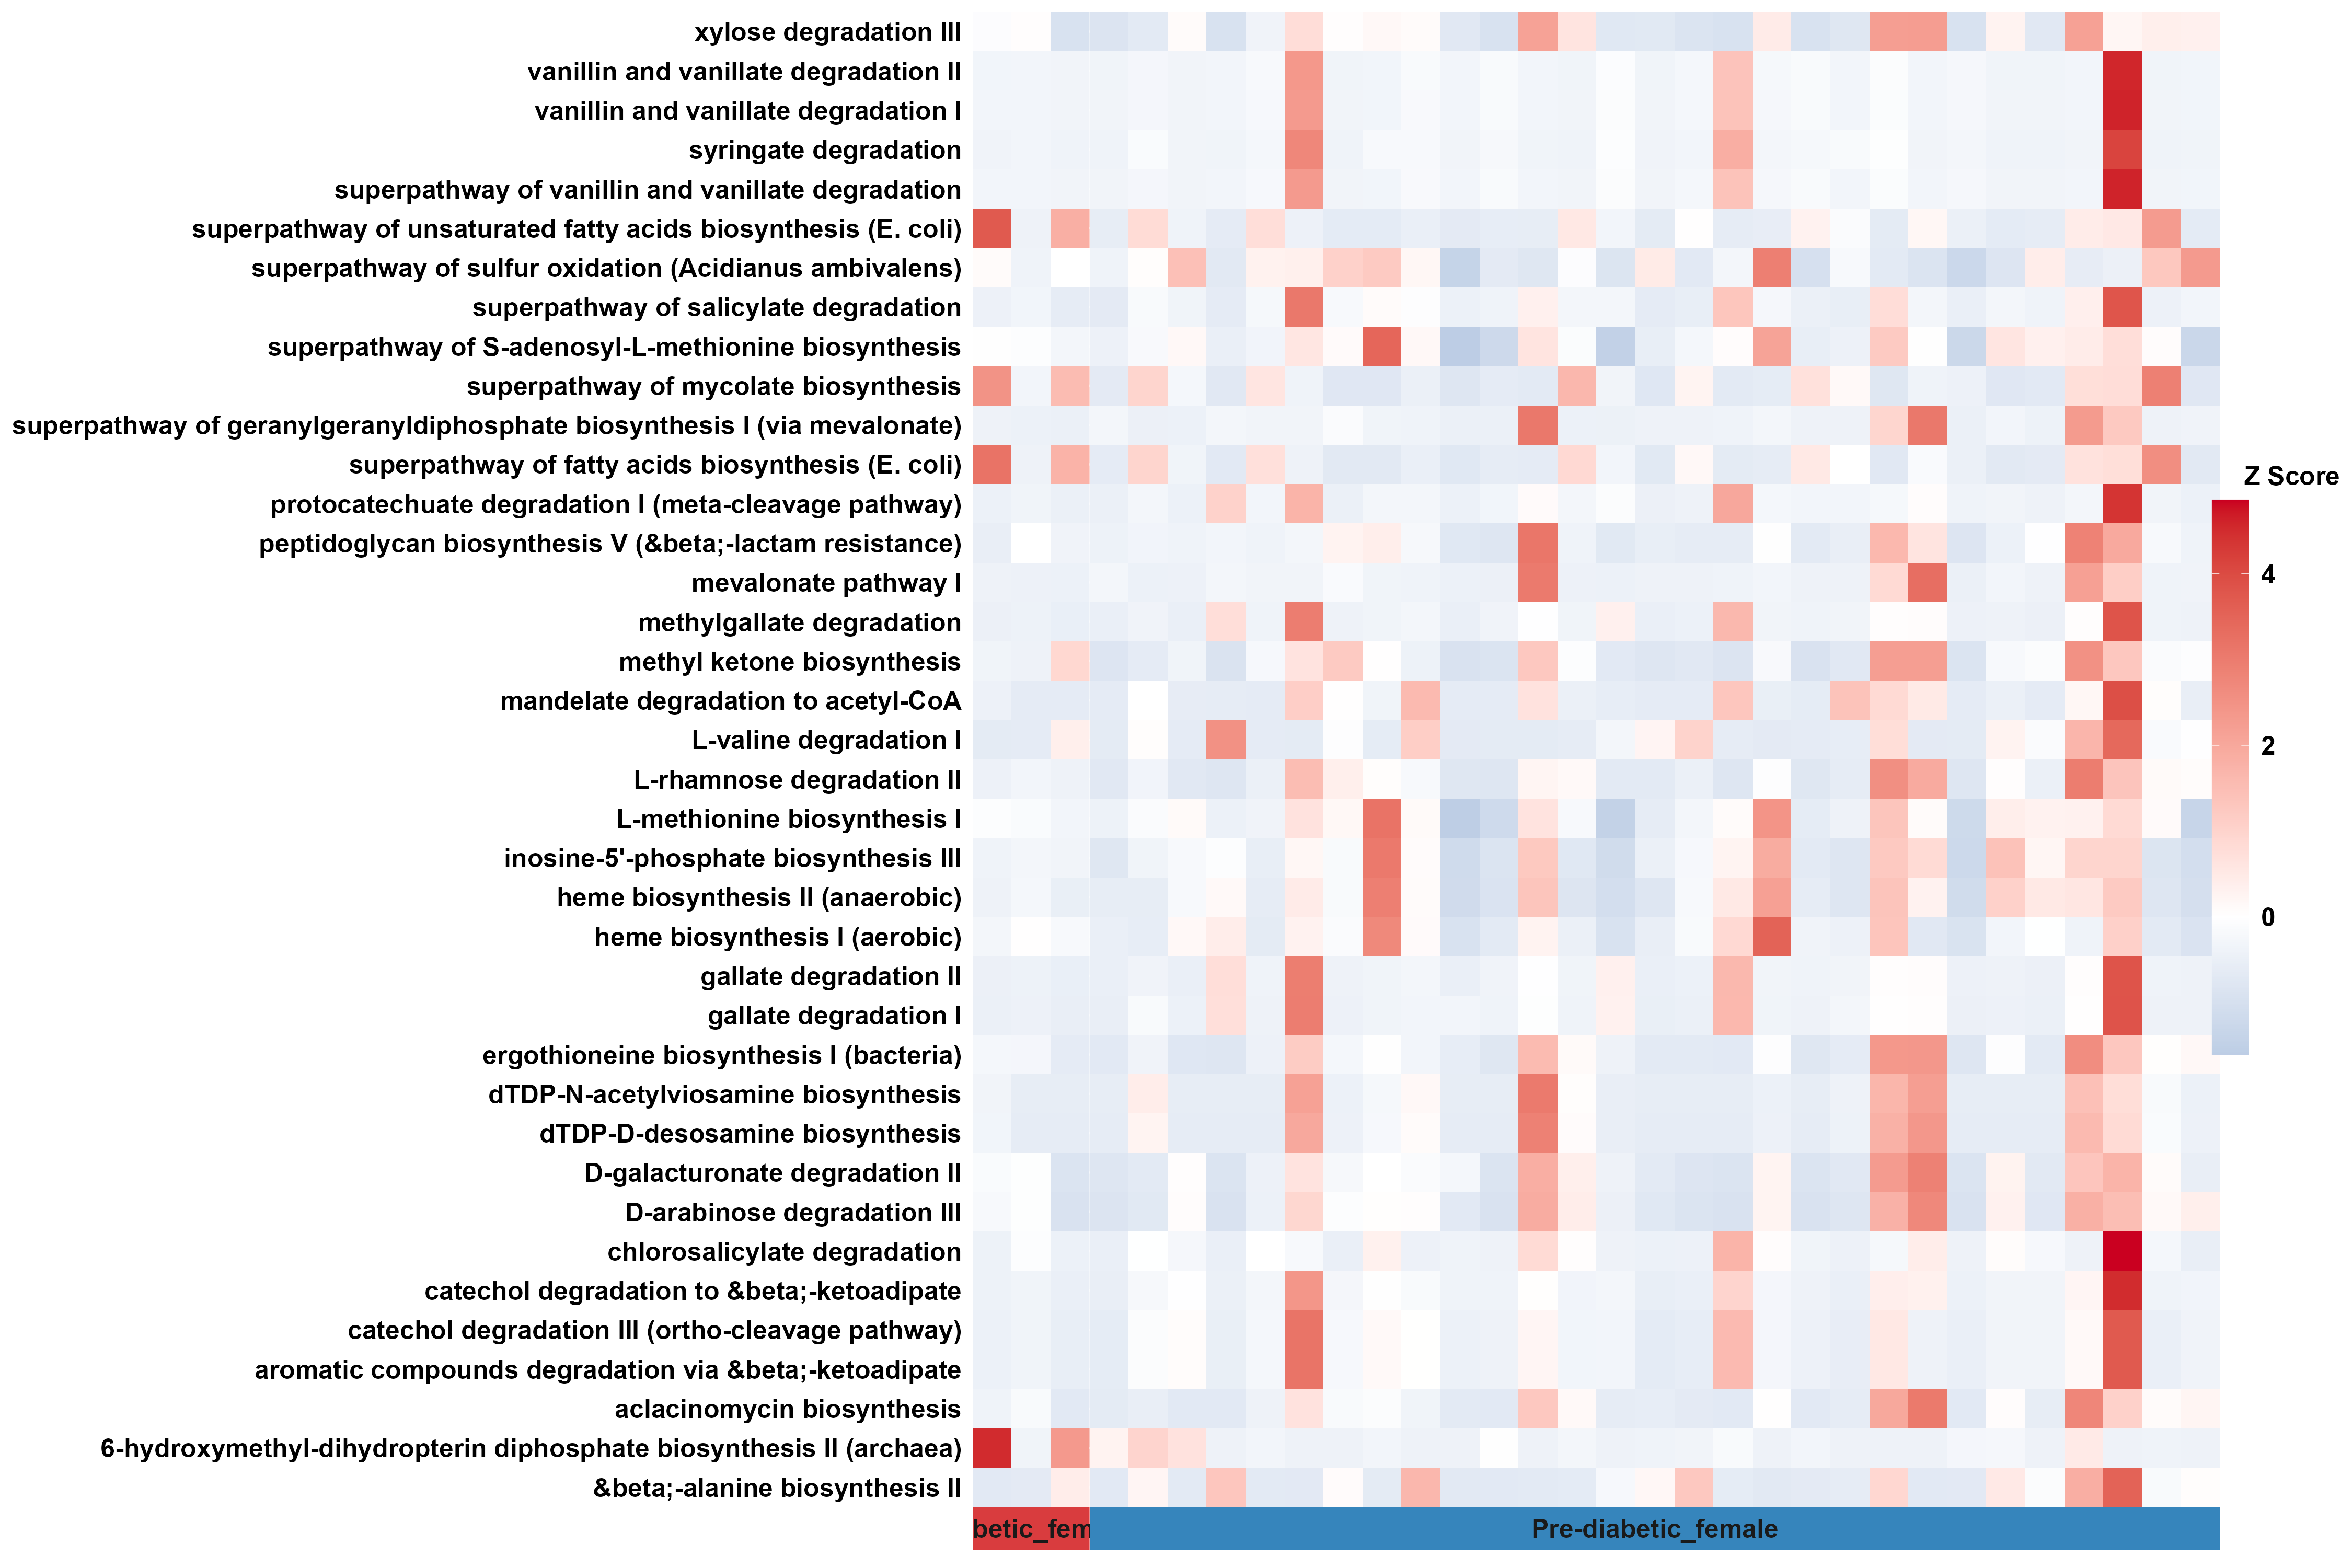 xylose degradation III
vanillin and vanillate degradation II
vanillin and vanillate degradation I
syringate degradation
superpathway of vanillin and vanillate degradation
superpathway of unsaturated fatty acids biosynthesis (E. coli)
superpathway of sulfur oxidation (Acidianus ambivalens)
superpathway of salicylate degradation
superpathway of S-adenosyl-L-methionine biosynthesis
superpathway of mycolate biosynthesis
superpathway of geranylgeranyldiphosphate biosynthesis I (via mevalonate)
superpathway of fatty acids biosynthesis (E. coli)
protocatechuate degradation I (meta-cleavage pathway)
peptidoglycan biosynthesis V (&beta;-lactam resistance)
mevalonate pathway I
methylgallate degradation
methyl ketone biosynthesis
mandelate degradation to acetyl-CoA
L-valine degradation I
L-rhamnose degradation II
L-methionine biosynthesis I
inosine-5'-phosphate biosynthesis III
heme biosynthesis II (anaerobic)
heme biosynthesis I (aerobic)
gallate degradation II
gallate degradation I
ergothioneine biosynthesis I (bacteria)
dTDP-N-acetylviosamine biosynthesis
dTDP-D-desosamine biosynthesis
D-galacturonate degradation II
D-arabinose degradation III
chlorosalicylate degradation
catechol degradation to &beta;-ketoadipate
catechol degradation III (ortho-cleavage pathway)
aromatic compounds degradation via &beta;-ketoadipate
aclacinomycin biosynthesis
6-hydroxymethyl-dihydropterin diphosphate biosynthesis II (archaea)
&beta;-alanine biosynthesis II
betic_fem
Pre-diabetic_female
Z Score
4
2
0